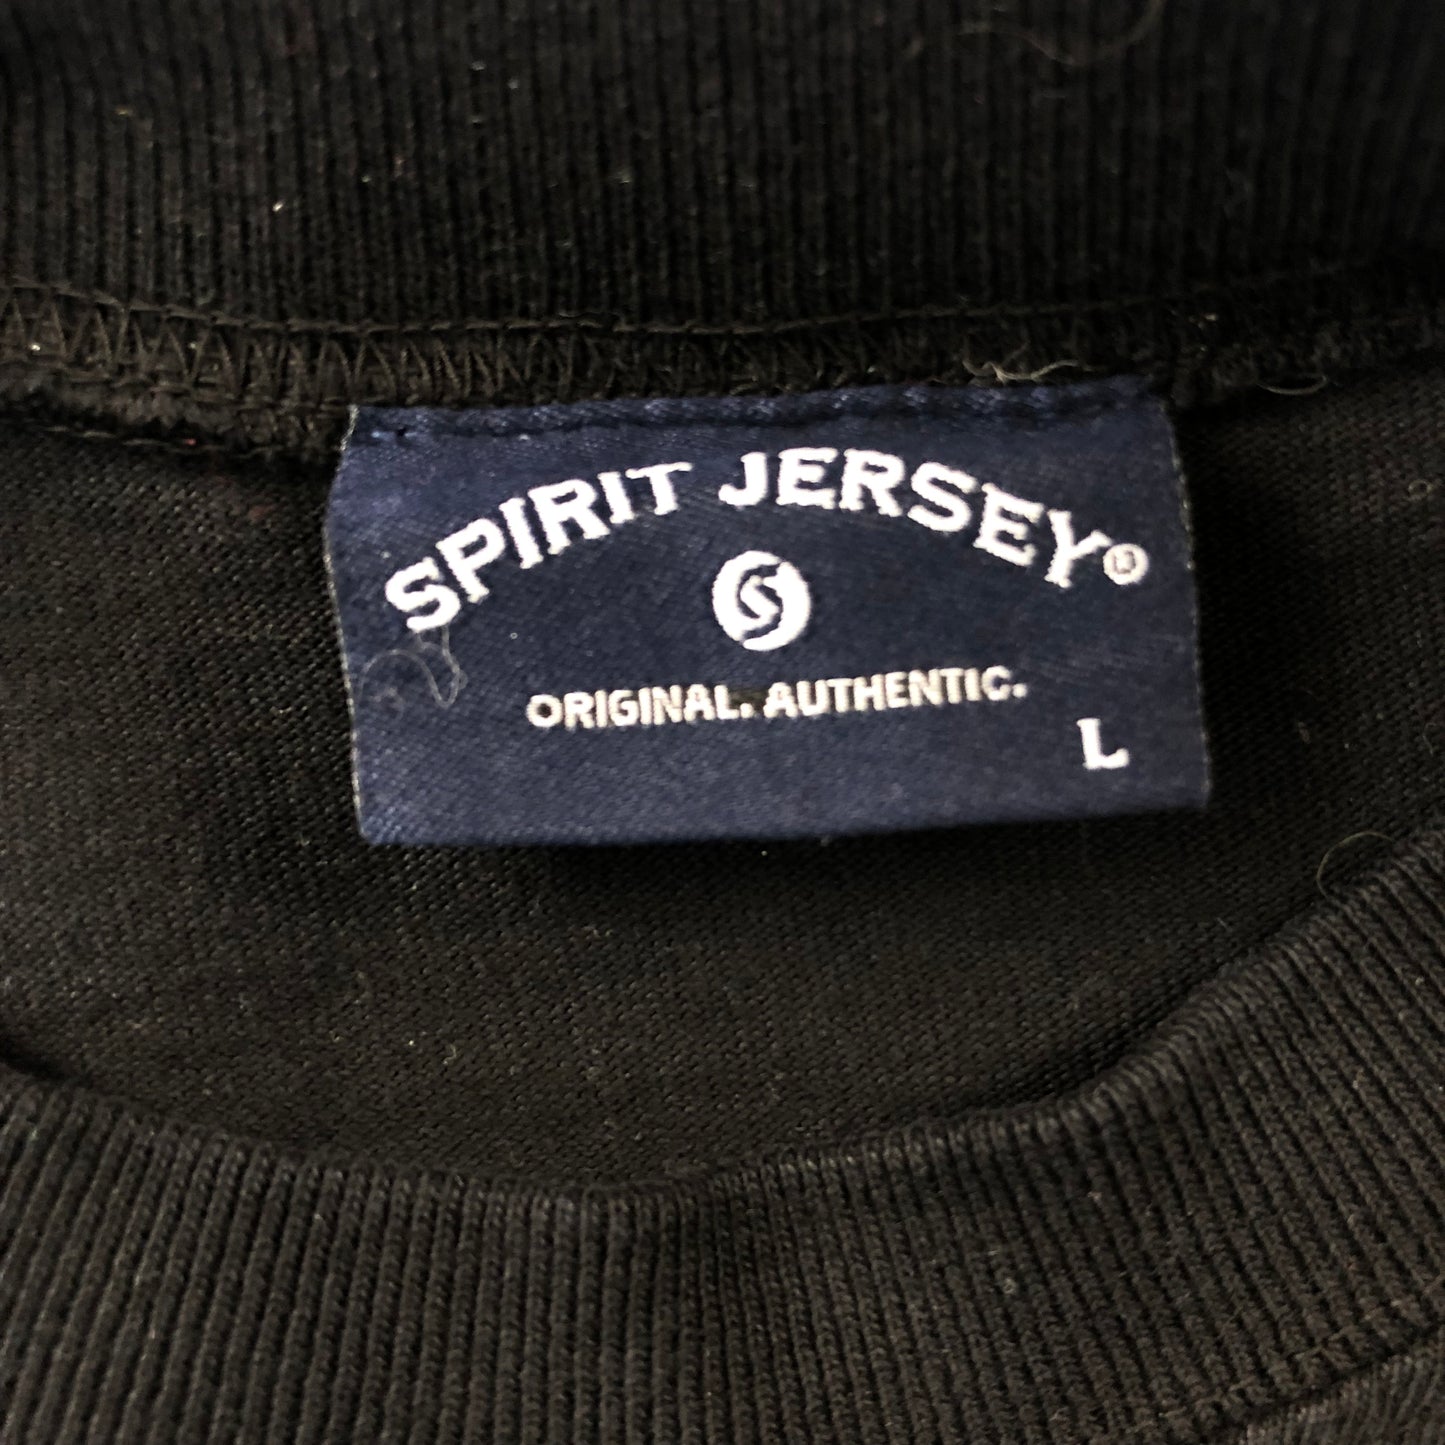 SPIRIT JERSEY®
ORIGINAL. AUTHENTIC.
L